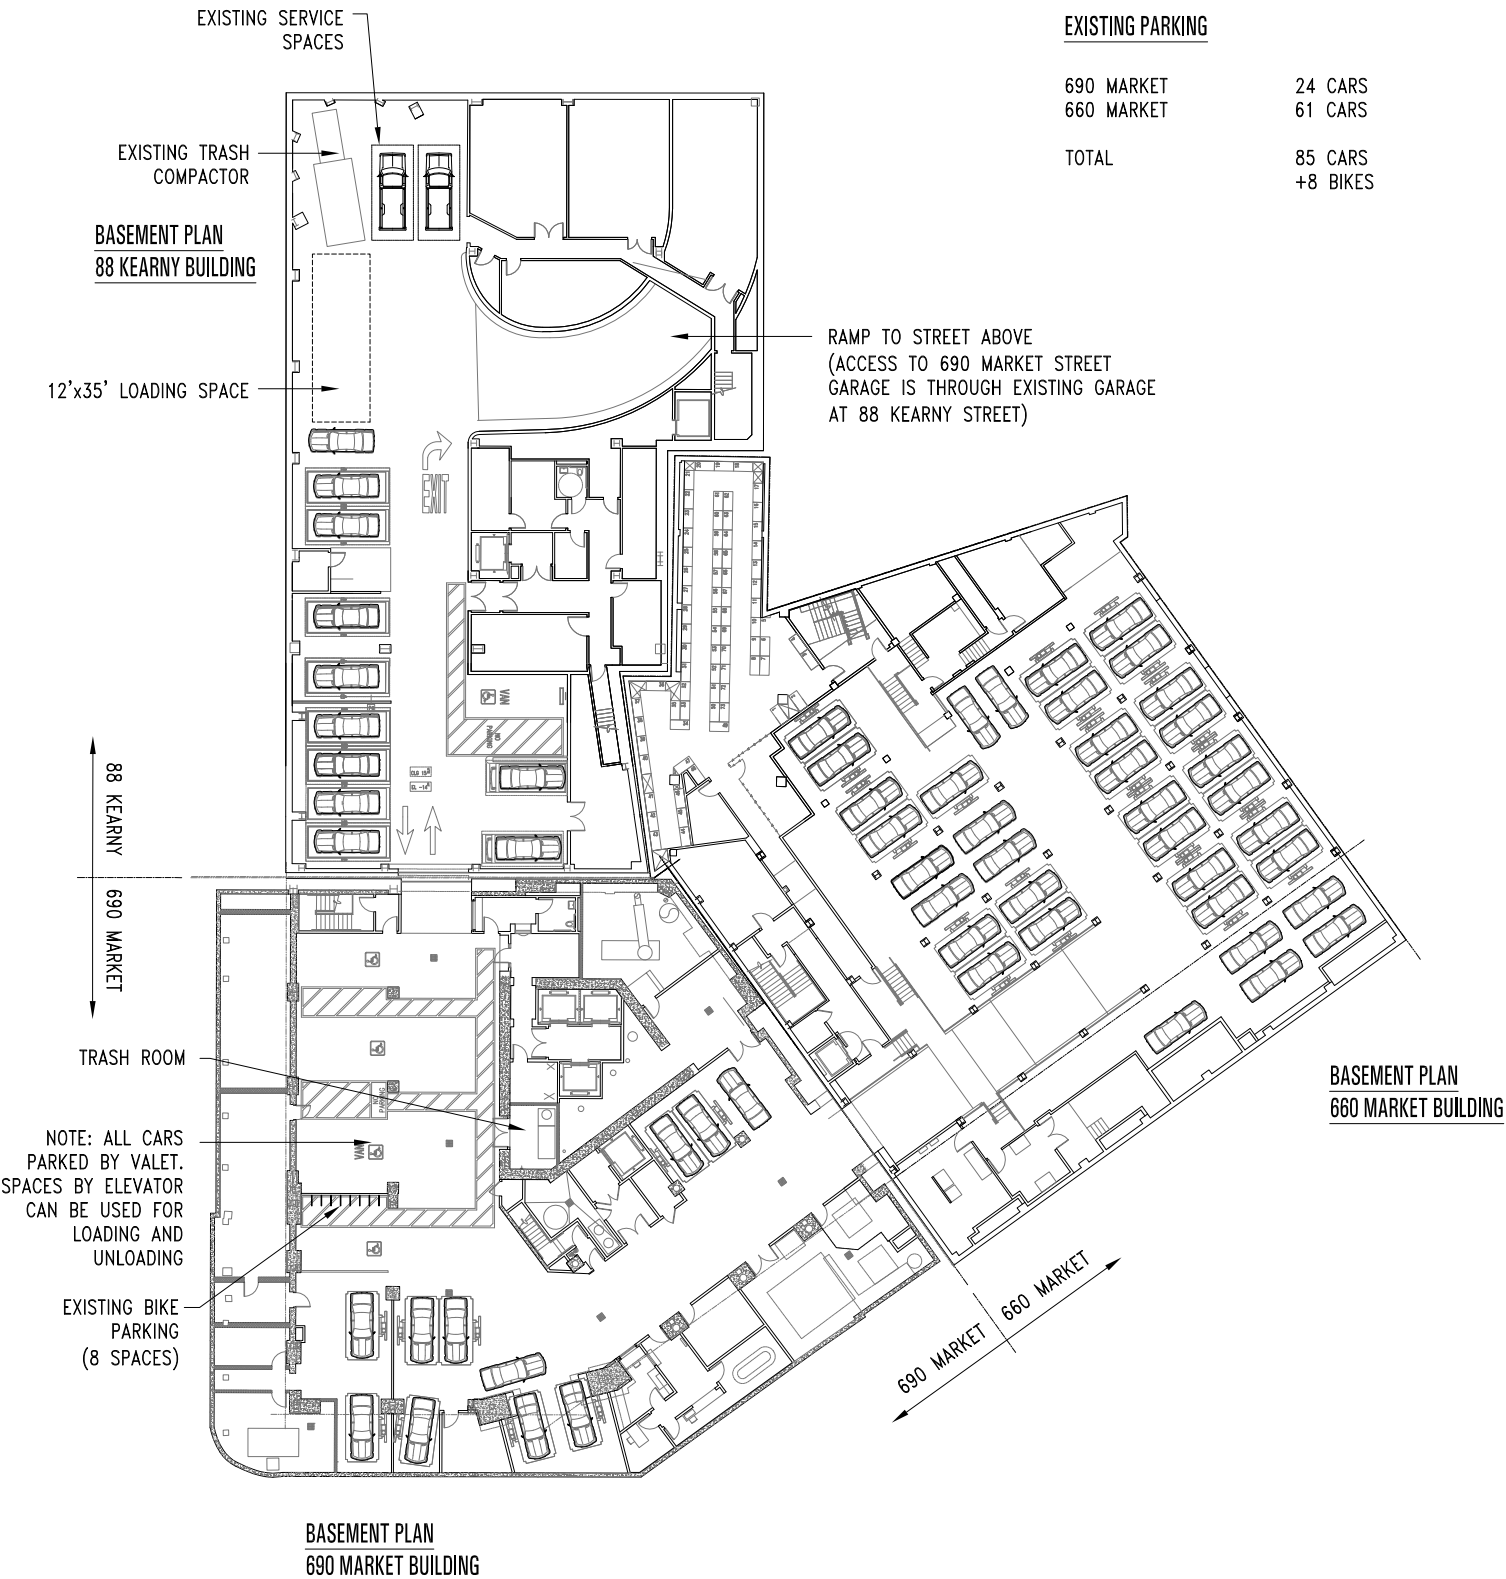 EXISTING SERVICE
SPACES
EXISTING PARKING
690 MARKET 24 CARS
660 MARKET 61 CARS
TOTAL 85 CARS
+8 BIKES
EXISTING TRASH
COMPACTOR
BASEMENT PLAN
88 KEARNY BUILDING
RAMP TO STREET ABOVE
(ACCESS TO 690 MARKET STREET
GARAGE IS THROUGH EXISTING GARAGE
AT 88 KEARNY STREET)
12'x35' LOADING SPACE
EXIT
VAN
NO
PARKING
88 KEARNY
690 MARKET
TRASH ROOM
NO
PARKING
NOTE: ALL CARS
PARKED BY VALET.
SPACES BY ELEVATOR
CAN BE USED FOR
LOADING AND
UNLOADING
VAN
EXISTING BIKE
PARKING
(8 SPACES)
BASEMENT PLAN
660 MARKET BUILDING
660 MARKET
690 MARKET
BASEMENT PLAN
690 MARKET BUILDING